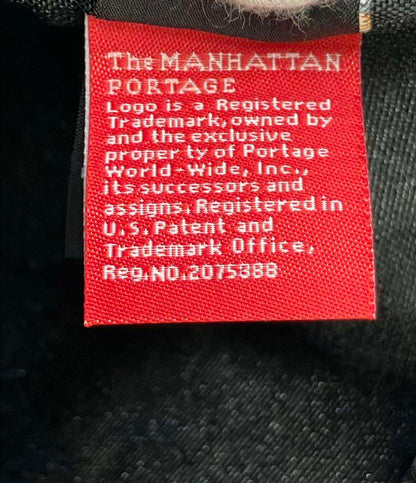 The MANHATTAN
PORTAGE
Logo is a Registered
Trademark, owned by
and the exclusive
property of Portage
World-Wide, Inc.,
its successors and
assigns. Registered in
U.S. Patent and
Trademark Office,
Reg.NO.2075888